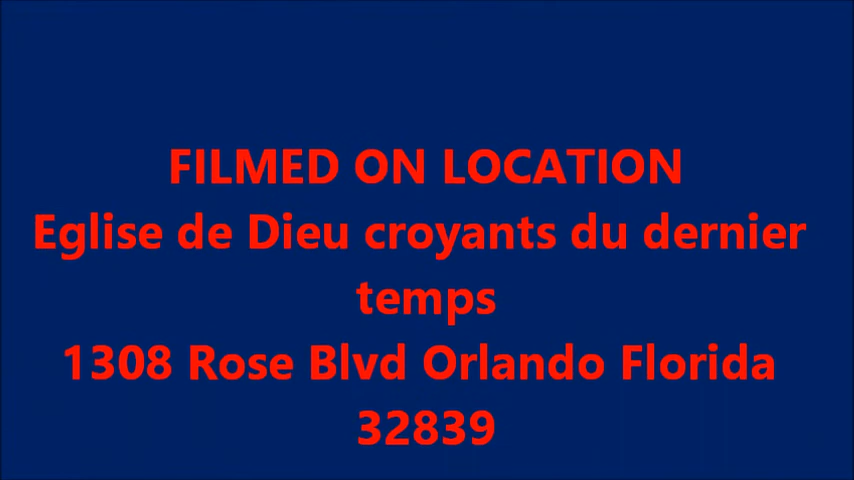 FILMED ON LOCATION
Eglise de Dieu croyants du dernier
temps
1308 Rose Blvd Orlando Florida
32839